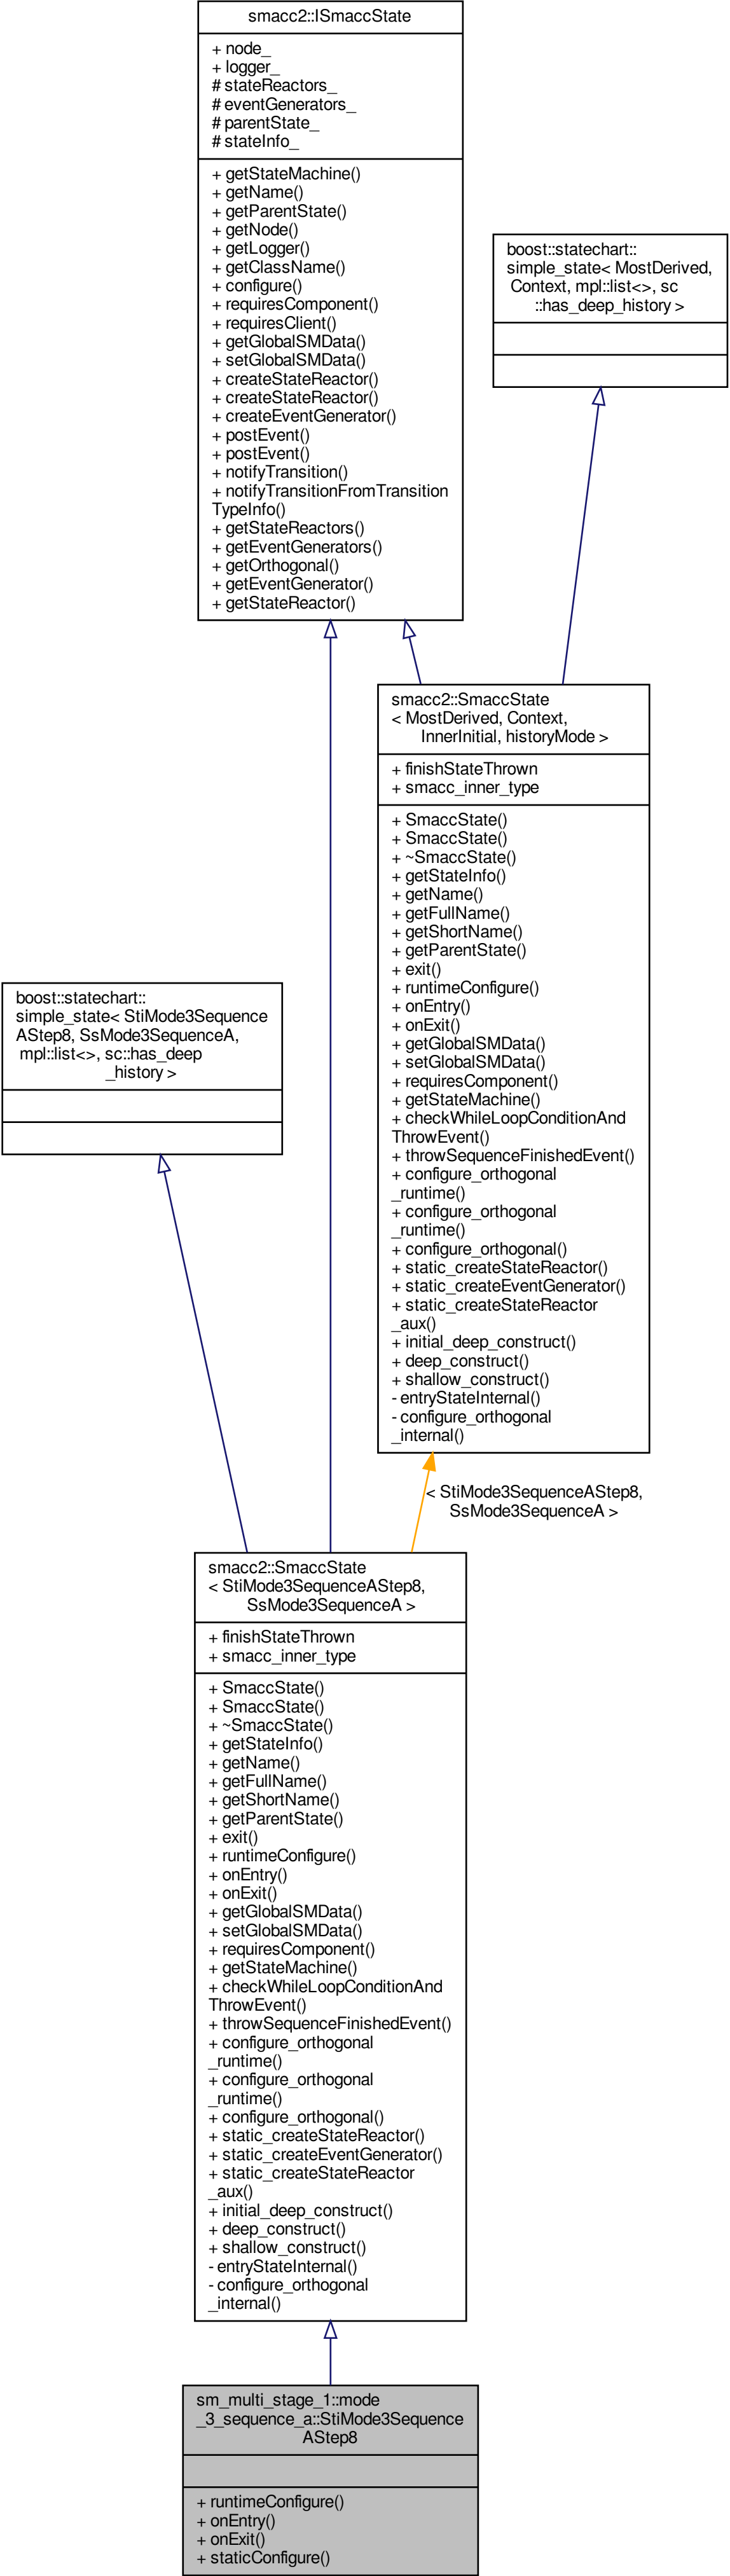 smacc2::ISmaccState
+ node_
+ logger_
# stateReactors_
# eventGenerators_
# parentState_
# stateInfo_
+ getStateMachine()
+ getName()
+ getParentState()
+ getNode()
+ getLogger()
+ getClassName()
+ configure()
+ requiresComponent()
+ requiresClient()
+ getGlobalSMData()
+ setGlobalSMData()
+ createStateReactor()
+ createStateReactor()
+ createEventGenerator()
+ postEvent()
+ postEvent()
+ notifyTransition()
+ notifyTransitionFromTransition
TypeInfo()
+ getStateReactors()
+ getEventGenerators()
+ getOrthogonal()
+ getEventGenerator()
+ getStateReactor()
boost::statechart::
simple_state< MostDerived,
Context, mpl::list<>, sc
::has_deep_history >
smacc2::SmaccState
< MostDerived, Context,
InnerInitial, historyMode >
+ finishStateThrown
+ smacc_inner_type
+ SmaccState()
+ SmaccState()
+ ~SmaccState()
+ getStateInfo()
+ getName()
+ getFullName()
+ getShortName()
+ getParentState()
+ exit()
+ runtimeConfigure()
+ onEntry()
+ onExit()
+ getGlobalSMData()
+ setGlobalSMData()
+ requiresComponent()
+ getStateMachine()
+ checkWhileLoopConditionAnd
ThrowEvent()
+ throwSequenceFinishedEvent()
+ configure_orthogonal
_runtime()
+ configure_orthogonal
_runtime()
+ configure_orthogonal()
+ static_createStateReactor()
+ static_createEventGenerator()
+ static_createStateReactor
_aux()
+ initial_deep_construct()
+ deep_construct()
+ shallow_construct()
- entryStateInternal()
- configure_orthogonal
_internal()
boost::statechart::
simple_state< StiMode3Sequence
AStep8, SsMode3SequenceA,
mpl::list<>, sc::has_deep
_history >
< StiMode3SequenceAStep8,
SsMode3SequenceA >
smacc2::SmaccState
< StiMode3SequenceAStep8,
SsMode3SequenceA >
+ finishStateThrown
+ smacc_inner_type
+ SmaccState()
+ SmaccState()
+ ~SmaccState()
+ getStateInfo()
+ getName()
+ getFullName()
+ getShortName()
+ getParentState()
+ exit()
+ runtimeConfigure()
+ onEntry()
+ onExit()
+ getGlobalSMData()
+ setGlobalSMData()
+ requiresComponent()
+ getStateMachine()
+ checkWhileLoopConditionAnd
ThrowEvent()
+ throwSequenceFinishedEvent()
+ configure_orthogonal
_runtime()
+ configure_orthogonal
_runtime()
+ configure_orthogonal()
+ static_createStateReactor()
+ static_createEventGenerator()
+ static_createStateReactor
_aux()
+ initial_deep_construct()
+ deep_construct()
+ shallow_construct()
- entryStateInternal()
- configure_orthogonal
_internal()
sm_multi_stage_1::mode
_3_sequence_a::StiMode3Sequence
AStep8
+ runtimeConfigure()
+ onEntry()
+ onExit()
+ staticConfigure()